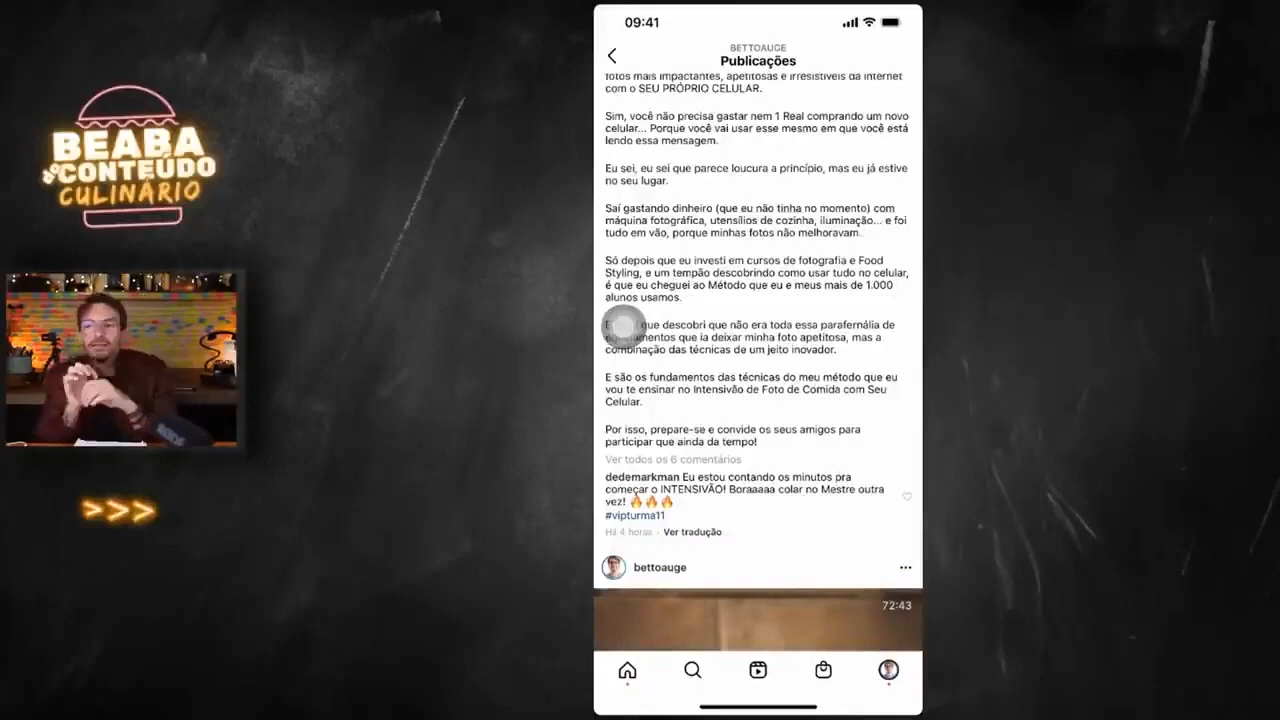 BEABA
do CONTEÚDO
CULINÁRIO
>>>
09:41
BETTOAUGE
Publicações
fotos mais impactantes, apetitosas e irresistíveis da internet
com o SEU PRÓPRIO CELULAR.
Sim, você não precisa gastar nem 1 Real comprando um novo
celular... Porque você vai usar esse mesmo em que você está
lendo essa mensagem.
Eu sei, eu sei que parece loucura a princípio, mas eu já estive
no seu lugar.
Saí gastando dinheiro (que eu não tinha no momento) com
máquina fotográfica, utensílios de cozinha, iluminação... e foi
tudo em vão, porque minhas fotos não melhoravam.
Só depois que eu investi em cursos de fotografia e Food
Styling, e um tempão descobrindo como usar tudo no celular,
é que eu cheguei ao Método que eu e meus mais de 1.000
alunos usamos.
que descobri que não era toda essa parafernália de
que ia deixar minha foto apetitosa, mas a
combinação das técnicas de um jeito inovador.
E são os fundamentos das técnicas do meu método que eu
vou te ensinar no Intensivão de Foto de Comida com Seu
Celular.
Por isso, prepare-se e convide os seus amigos para
participar que ainda da tempo!
Ver todos os 6 comentários
dedemarkman Eu estou contando os minutos pra
começar o INTENSIVÃO! Boraaaaa colar no Mestre outra
vez! 🔥🔥🔥
#vipturma11
Há 4 horas · Ver tradução
bettoauge
72:43